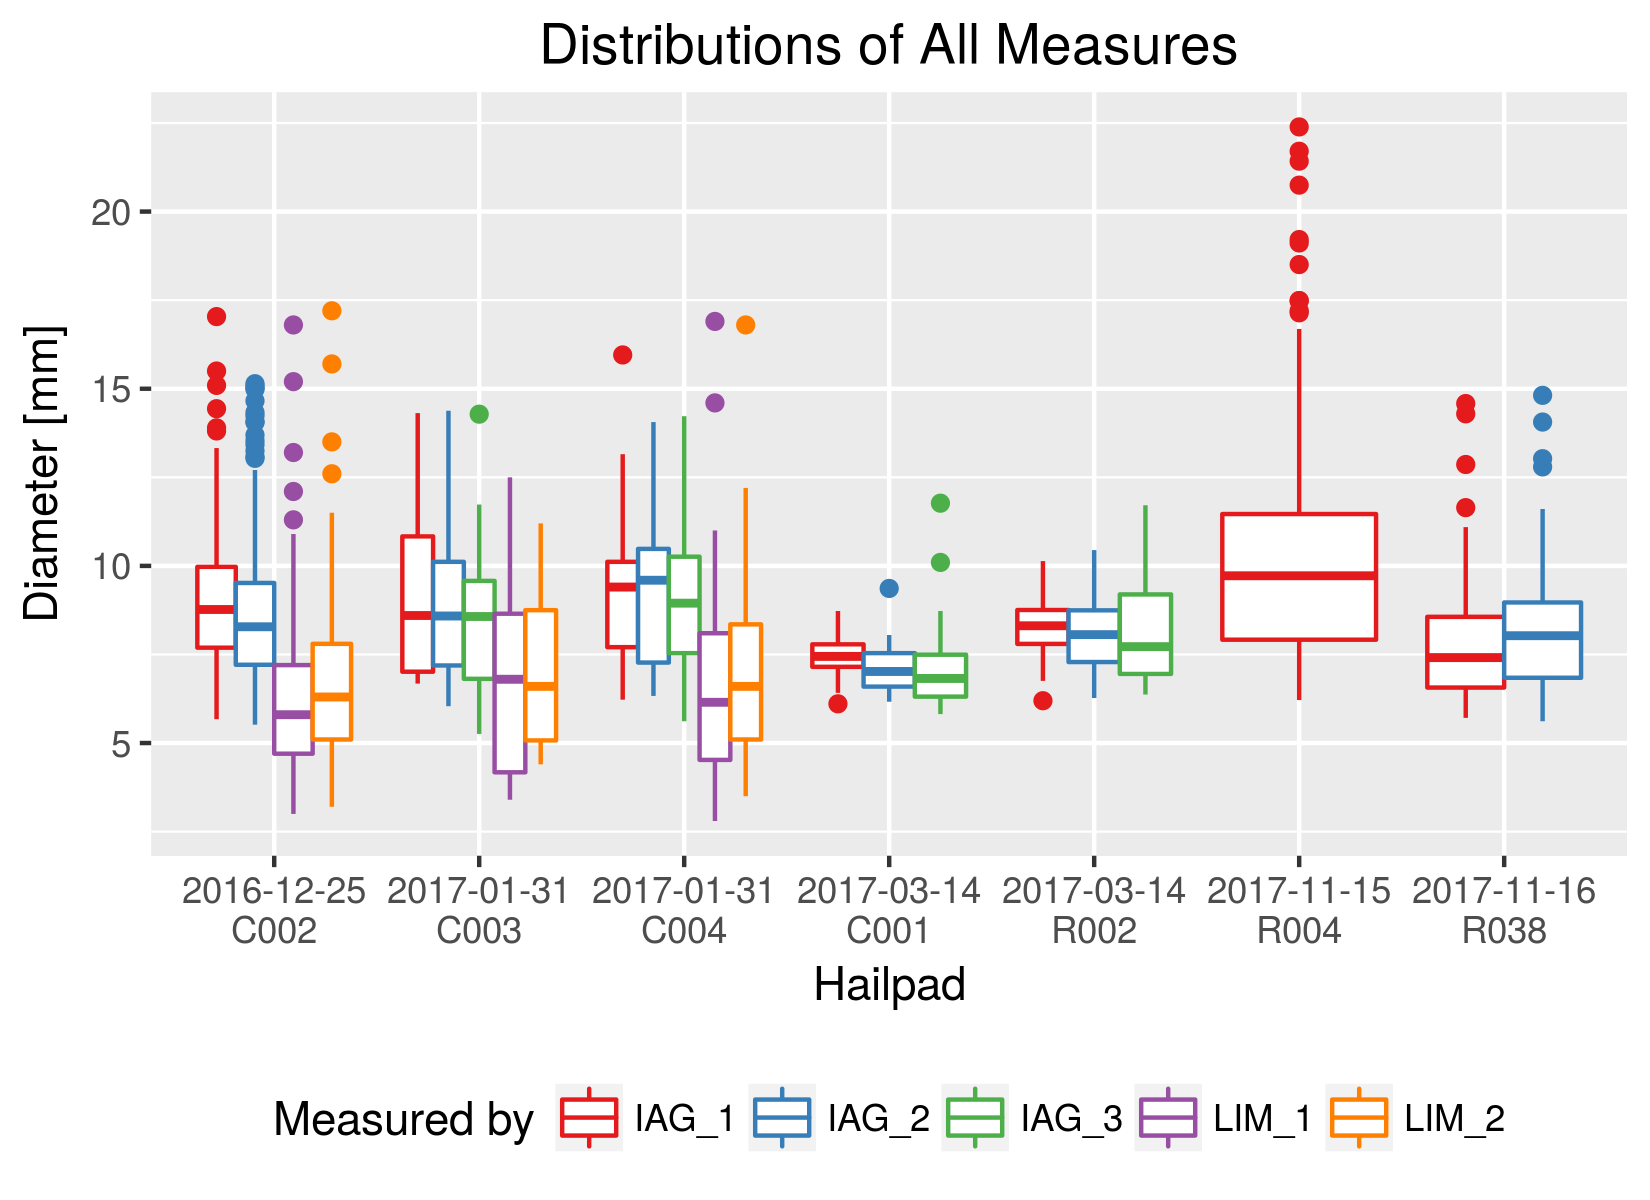 Distributions of All Measures
Diameter [mm]
20
15
10
5
2016-12-25 2017-01-31 2017-01-31 2017-03-14 2017-03-14 2017-11-15 2017-11-16
C002 C003 C004 C001 R002 R004 R038
Hailpad
Measured by IAG_1 IAG_2 IAG_3 LIM_1 LIM_2